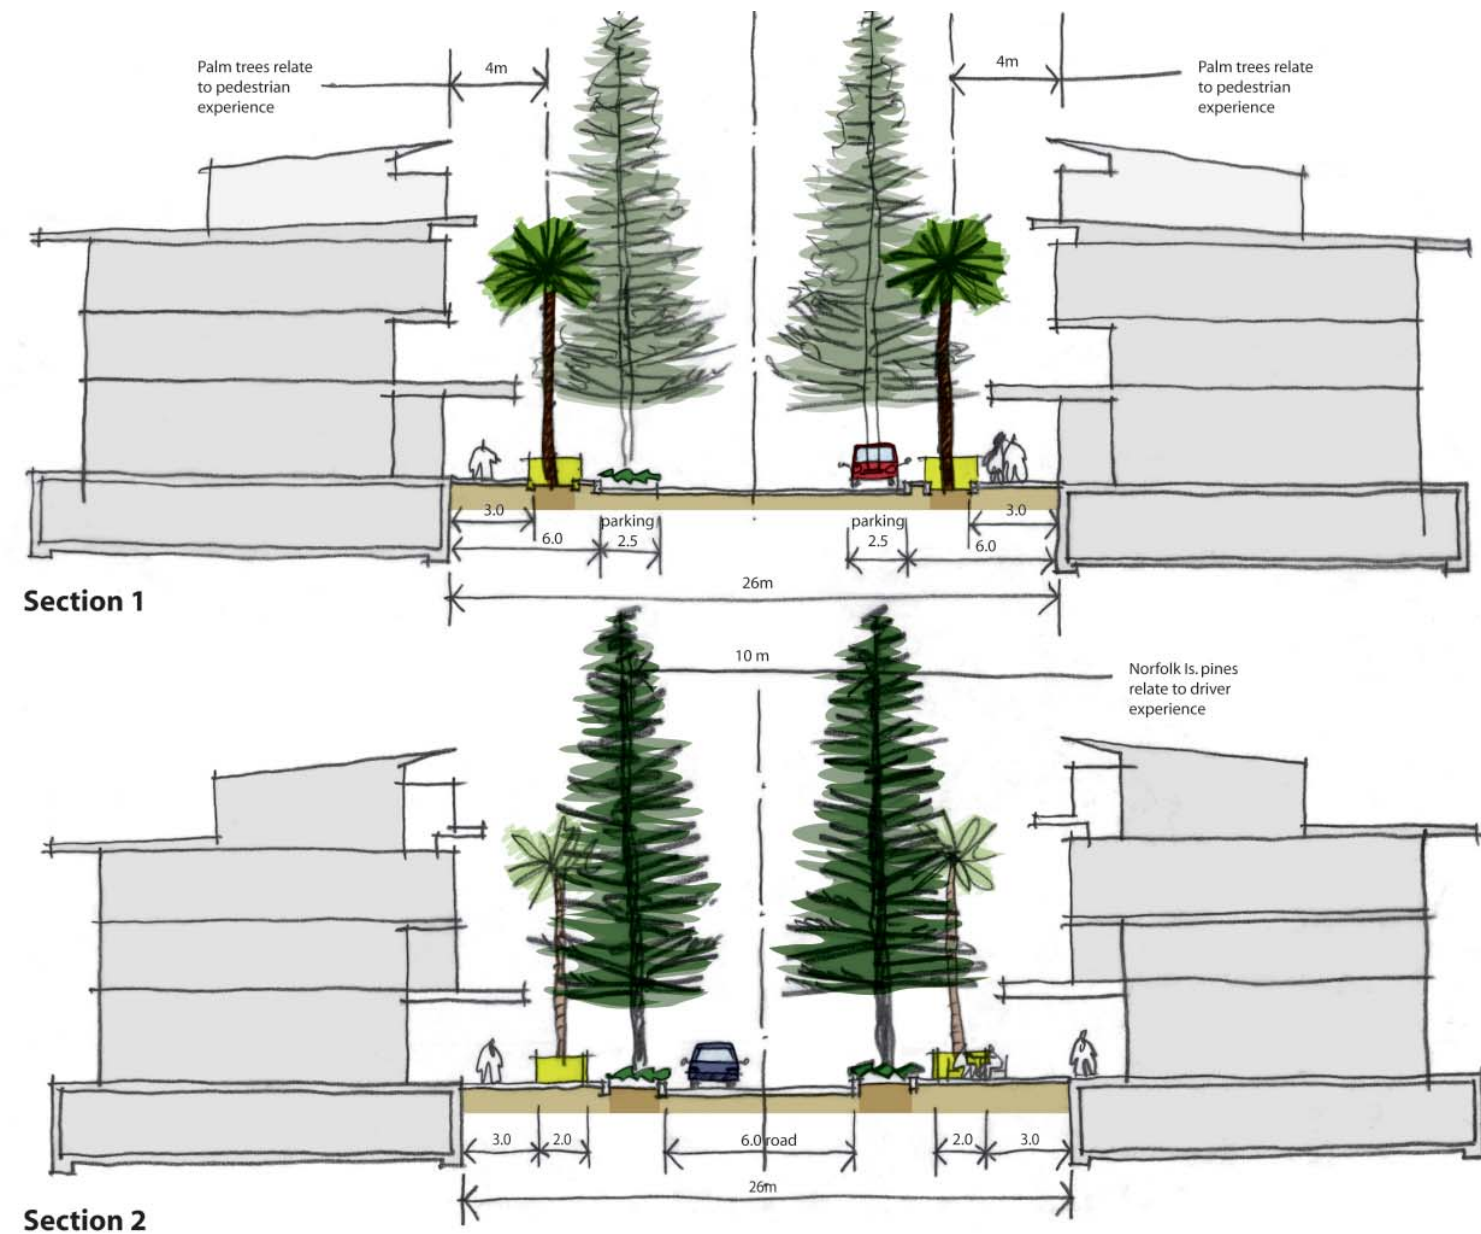 4m
4m
Palm trees relate
to pedestrian
experience
Palm trees relate
to pedestrian
experience
3.0
3.0
parking
parking
6.0
2.5
2.5
6.0
26m
Section 1
10 m
Norfolk Is. pines
relate to driver
experience
3.0
2.0
6.0 road
2.0
3.0
26m
Section 2